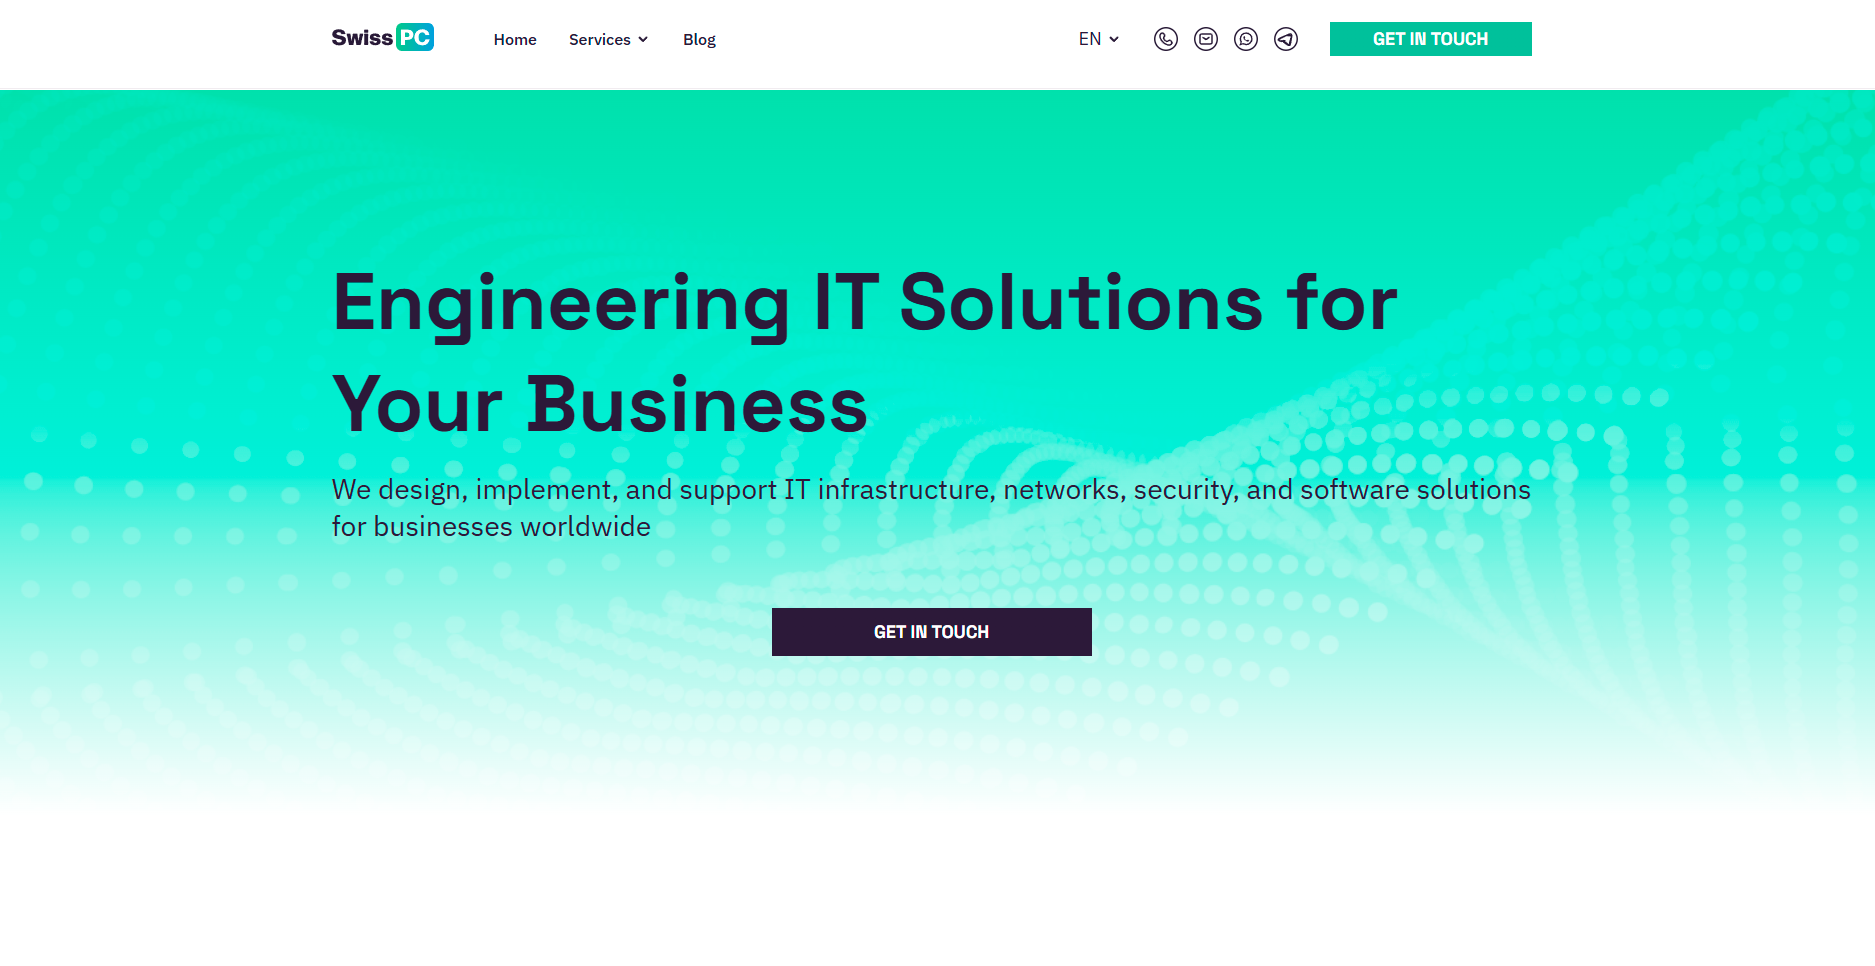 Swiss PC
Home
Services
Blog
EN
GET IN TOUCH
Engineering IT Solutions for
Your Business
We design, implement, and support IT infrastructure, networks, security, and software solutions
for businesses worldwide
GET IN TOUCH